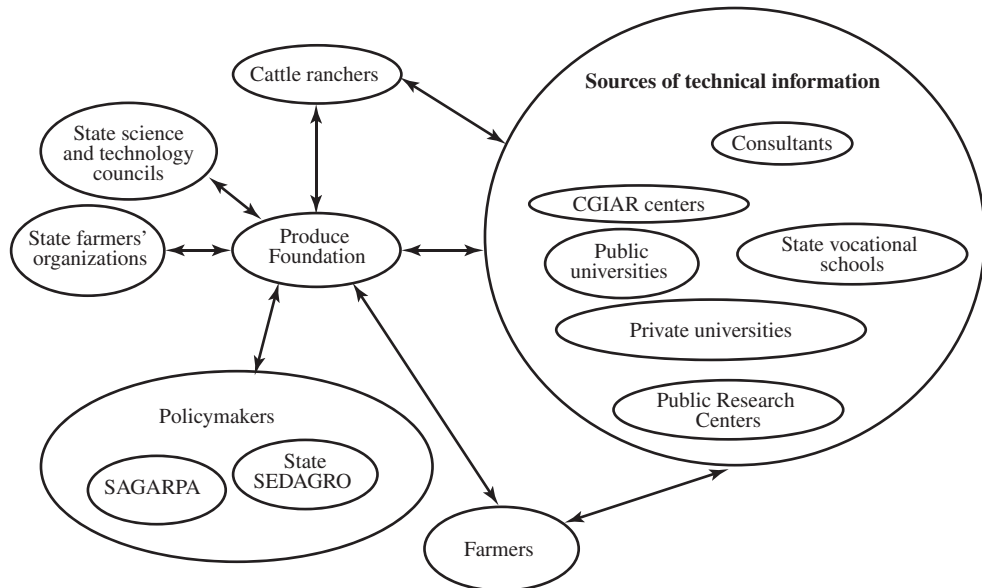 Cattle ranchers
Sources of technical information
State science
and technology
councils
Consultants
CGIAR centers
State farmers'
organizations
Produce
Foundation
Public
universities
State vocational
schools
Private universities
Public Research
Centers
Policymakers
SAGARPA
State
SEDAGRO
Farmers